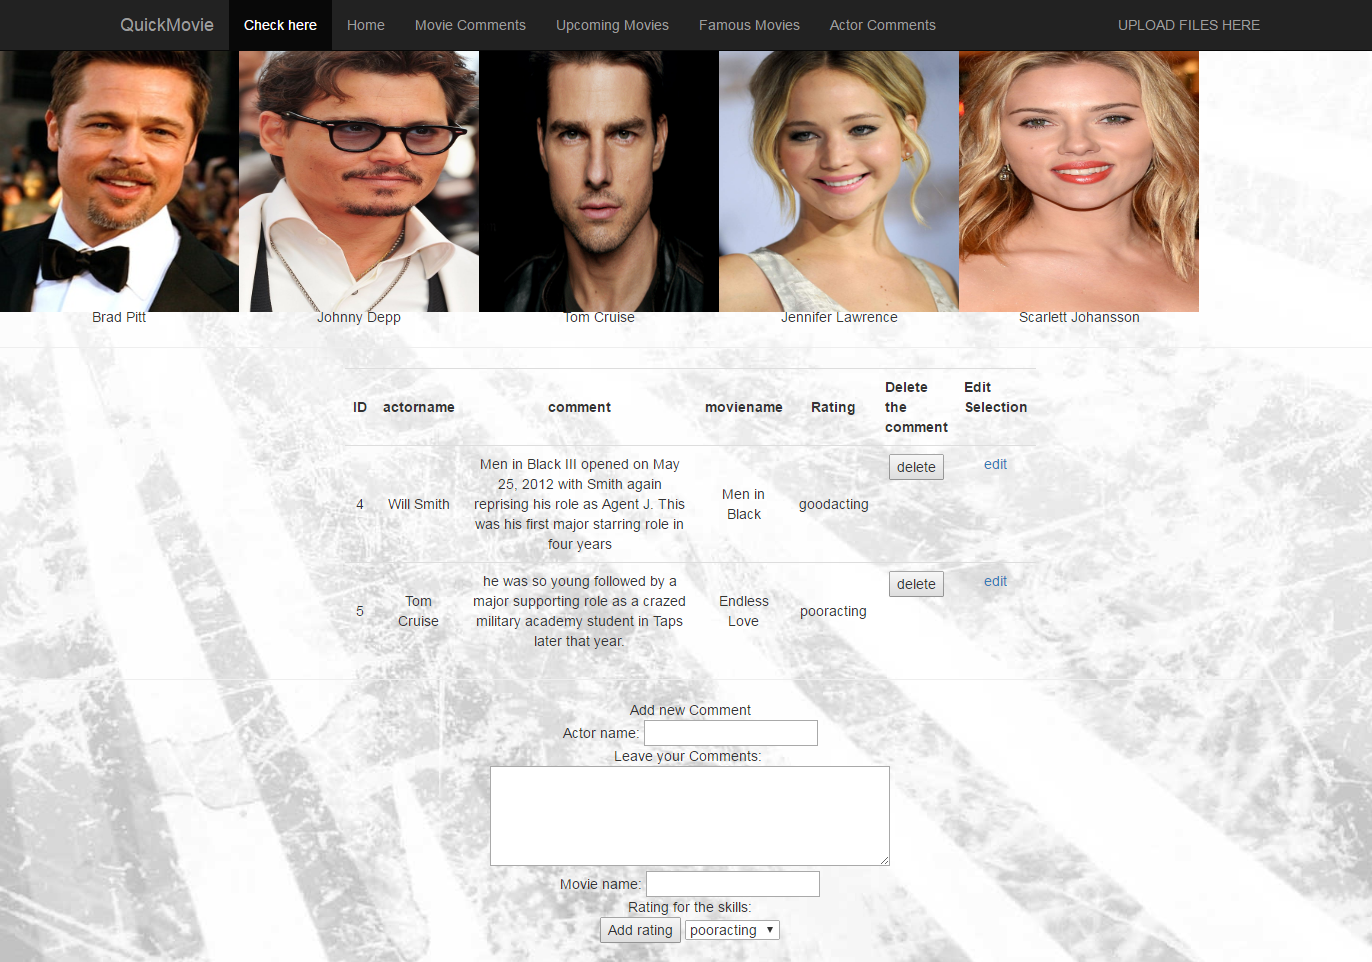 QuickMovie Check here Home Movie Comments Upcoming Movies Famous Movies Actor Comments UPLOAD FILES HERE
Brad Pitt Johnny Depp Tom Cruise Jennifer Lawrence Scarlett Johansson
ID actorname comment moviename Rating Delete the comment Edit Selection
4 Will Smith
Men in Black III opened on May
25, 2012 with Smith again
reprising his role as Agent J. This
was his first major starring role in
four years
Men in
Black
goodacting
delete
edit
5
Tom
Cruise
he was so young followed by a
major supporting role as a crazed
military academy student in Taps
later that year.
Endless
Love
pooracting
delete
edit
Add new Comment
Actor name:
Leave your Comments:
Movie name:
Rating for the skills:
Add rating pooracting